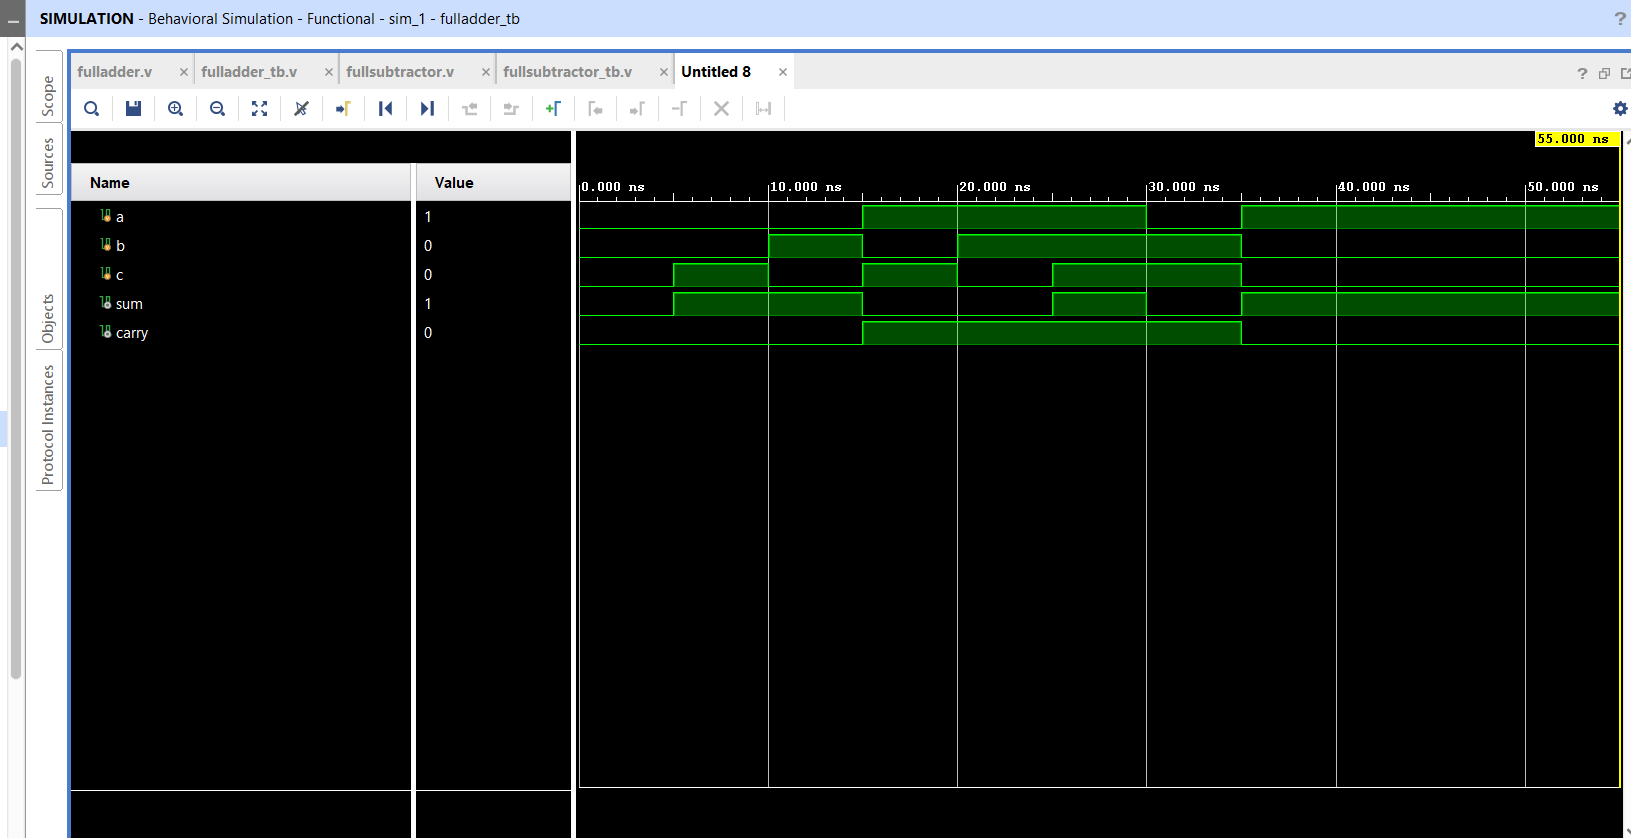 SIMULATION - Behavioral Simulation - Functional - sim_1 - fulladder_tb
?
fulladder.v ×
fulladder_tb.v ×
fullsubtractor.v ×
fullsubtractor_tb.v ×
Untitled 8 ×
?
Scope
Sources
Objects
Protocol Instances
55.000 ns
Name Value
0.000 ns 10.000 ns 20.000 ns 30.000 ns 40.000 ns 50.000 ns
a 1
b 0
c 0
sum 1
carry 0